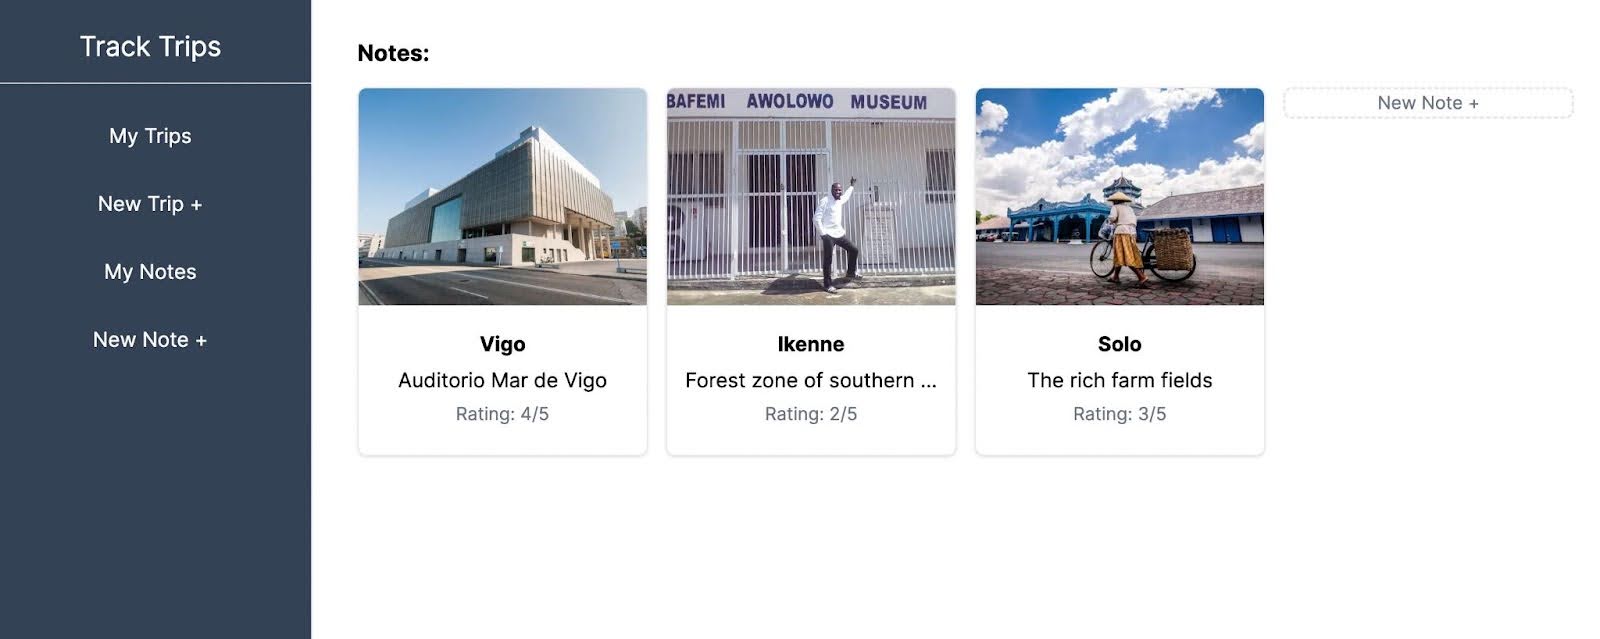 Track Trips
My Trips
New Trip +
My Notes
New Note +
Notes:
BAFEMI AWOLOWO MUSEUM
New Note +
Vigo
Auditorio Mar de Vigo
Rating: 4/5
Ikenne
Forest zone of southern ...
Rating: 2/5
Solo
The rich farm fields
Rating: 3/5